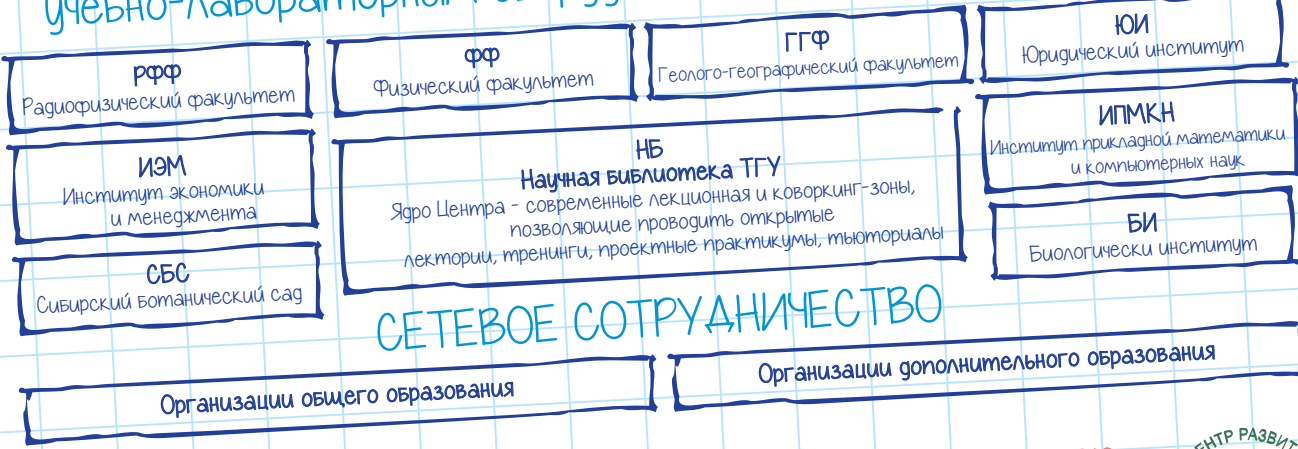 РФФ
Радиофизический факультет
ФФ
Физический факультет
ГГФ
Геолого-географический факультет
ЮИ
Юридический институт
ИЭМ
Институт экономики
и менеджмента
НБ
Научная библиотека ТГУ
Ядро Центра - современные лекционная и коворкинг-зоны,
позволяющие проводить открытые
лектории, тренинги, проектные практикумы, тьюториалы
ИПМКН
Институт прикладной математики
и компьютерных наук
СБС
Сибирский ботанический сад
БИ
Биологически институт
СЕТЕВОЕ СОТРУДНИЧЕСТВО
Организации общего образования
Организации дополнительного образования